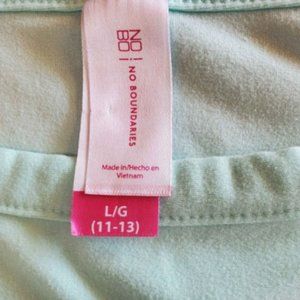 NO!
BO!
NO BOUNDARIES
Made in/Hecho en
Vietnam
L/G
(11-13)